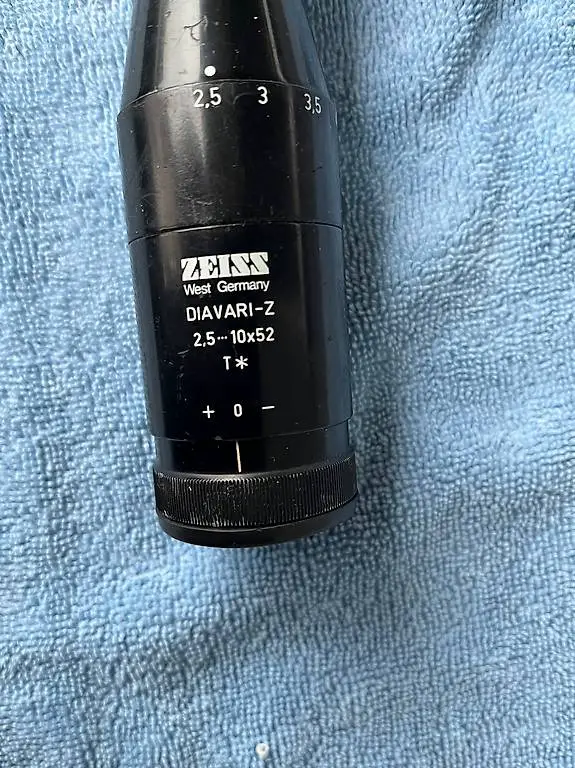 2,5 3 3,5
ZEISS
West Germany
DIAVARI-Z
2,5···10x52
T*
+ 0 −